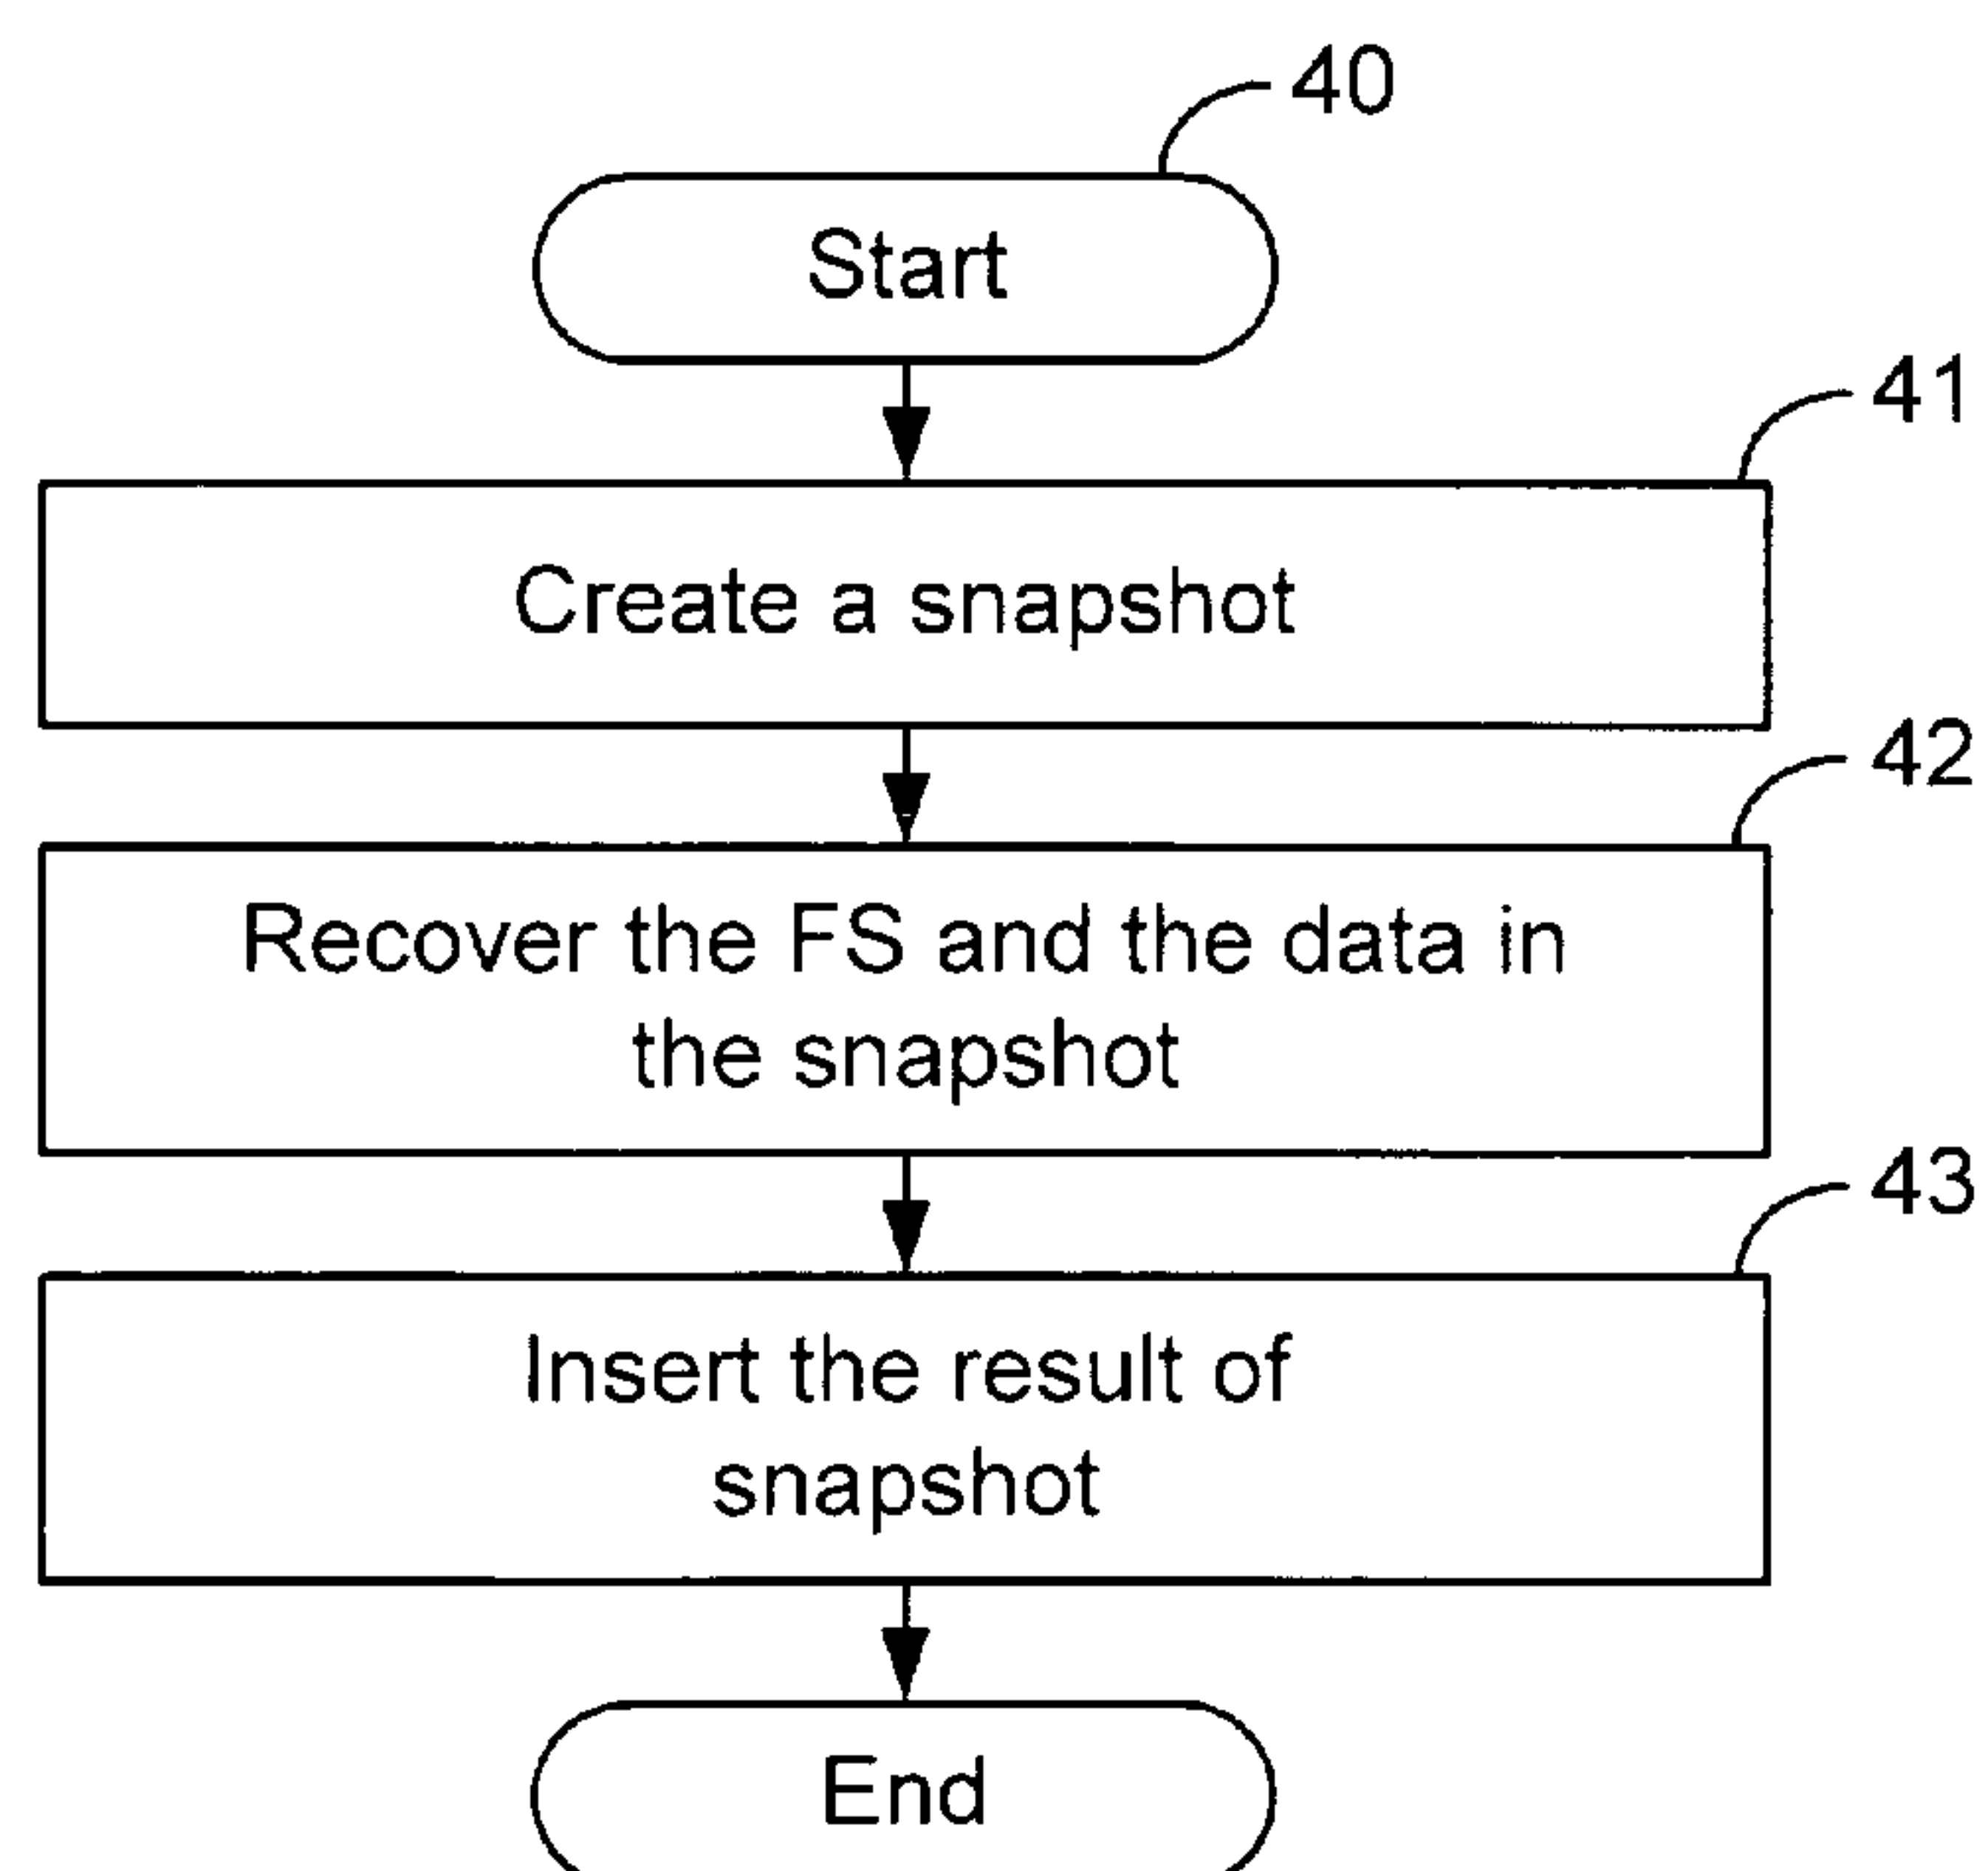 40
Start
41
Create a snapshot
42
Recover the FS and the data in
the snapshot
43
Insert the result of
snapshot
End